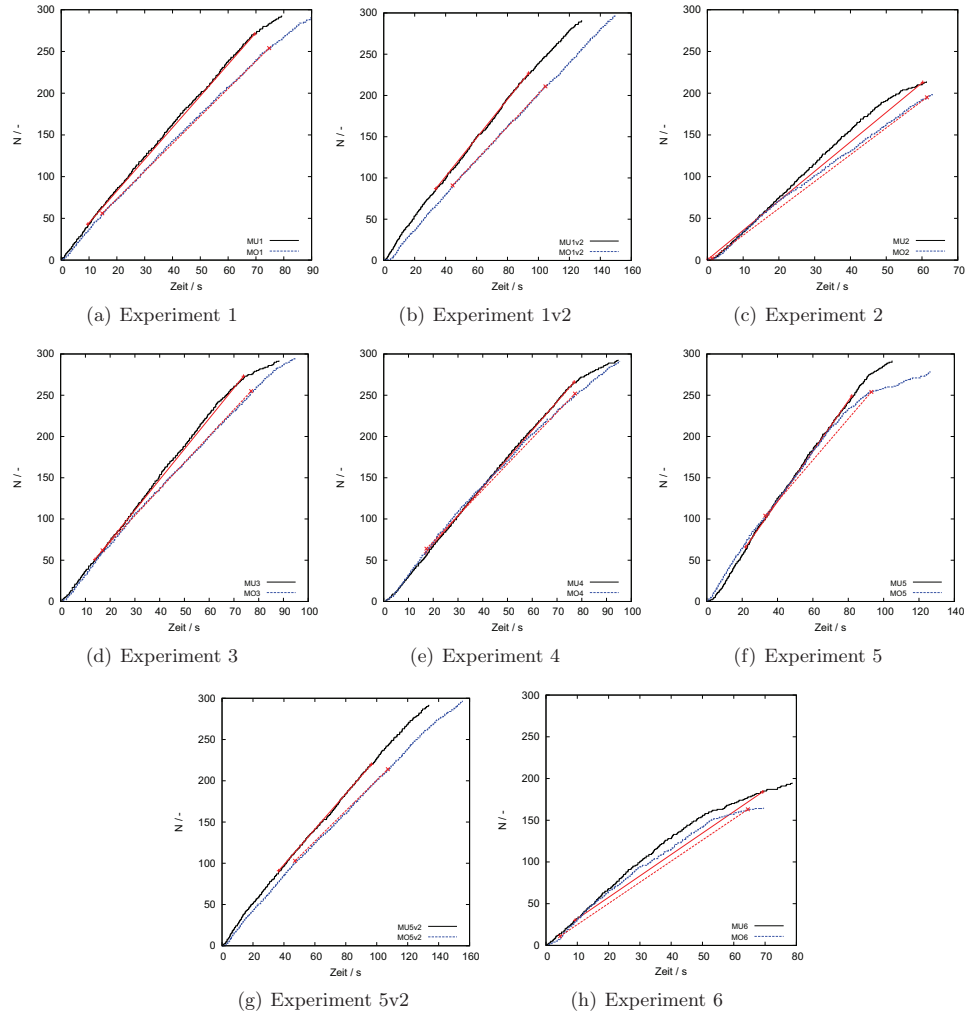 300
250
200
150
100
50
0
N / -
0 10 20 30 40 50 60 70 80 90
Zeit / s
MU1
MO1
(a) Experiment 1
300
250
200
150
100
50
0
N / -
0 20 40 60 80 100 120 140 160
Zeit / s
MU1v2
MO1v2
(b) Experiment 1v2
300
250
200
150
100
50
0
N / -
0 10 20 30 40 50 60 70
Zeit / s
MU2
MO2
(c) Experiment 2
300
250
200
150
100
50
0
N / -
0 10 20 30 40 50 60 70 80 90 100
Zeit / s
MU3
MO3
(d) Experiment 3
300
250
200
150
100
50
0
N / -
0 10 20 30 40 50 60 70 80 90 100
Zeit / s
MU4
MO4
(e) Experiment 4
300
250
200
150
100
50
0
N / -
0 20 40 60 80 100 120 140
Zeit / s
MU5
MO5
(f) Experiment 5
300
250
200
150
100
50
0
N / -
0 20 40 60 80 100 120 140 160
Zeit / s
MU5v2
MO5v2
(g) Experiment 5v2
300
250
200
150
100
50
0
N / -
0 10 20 30 40 50 60 70 80
Zeit / s
MU6
MO6
(h) Experiment 6